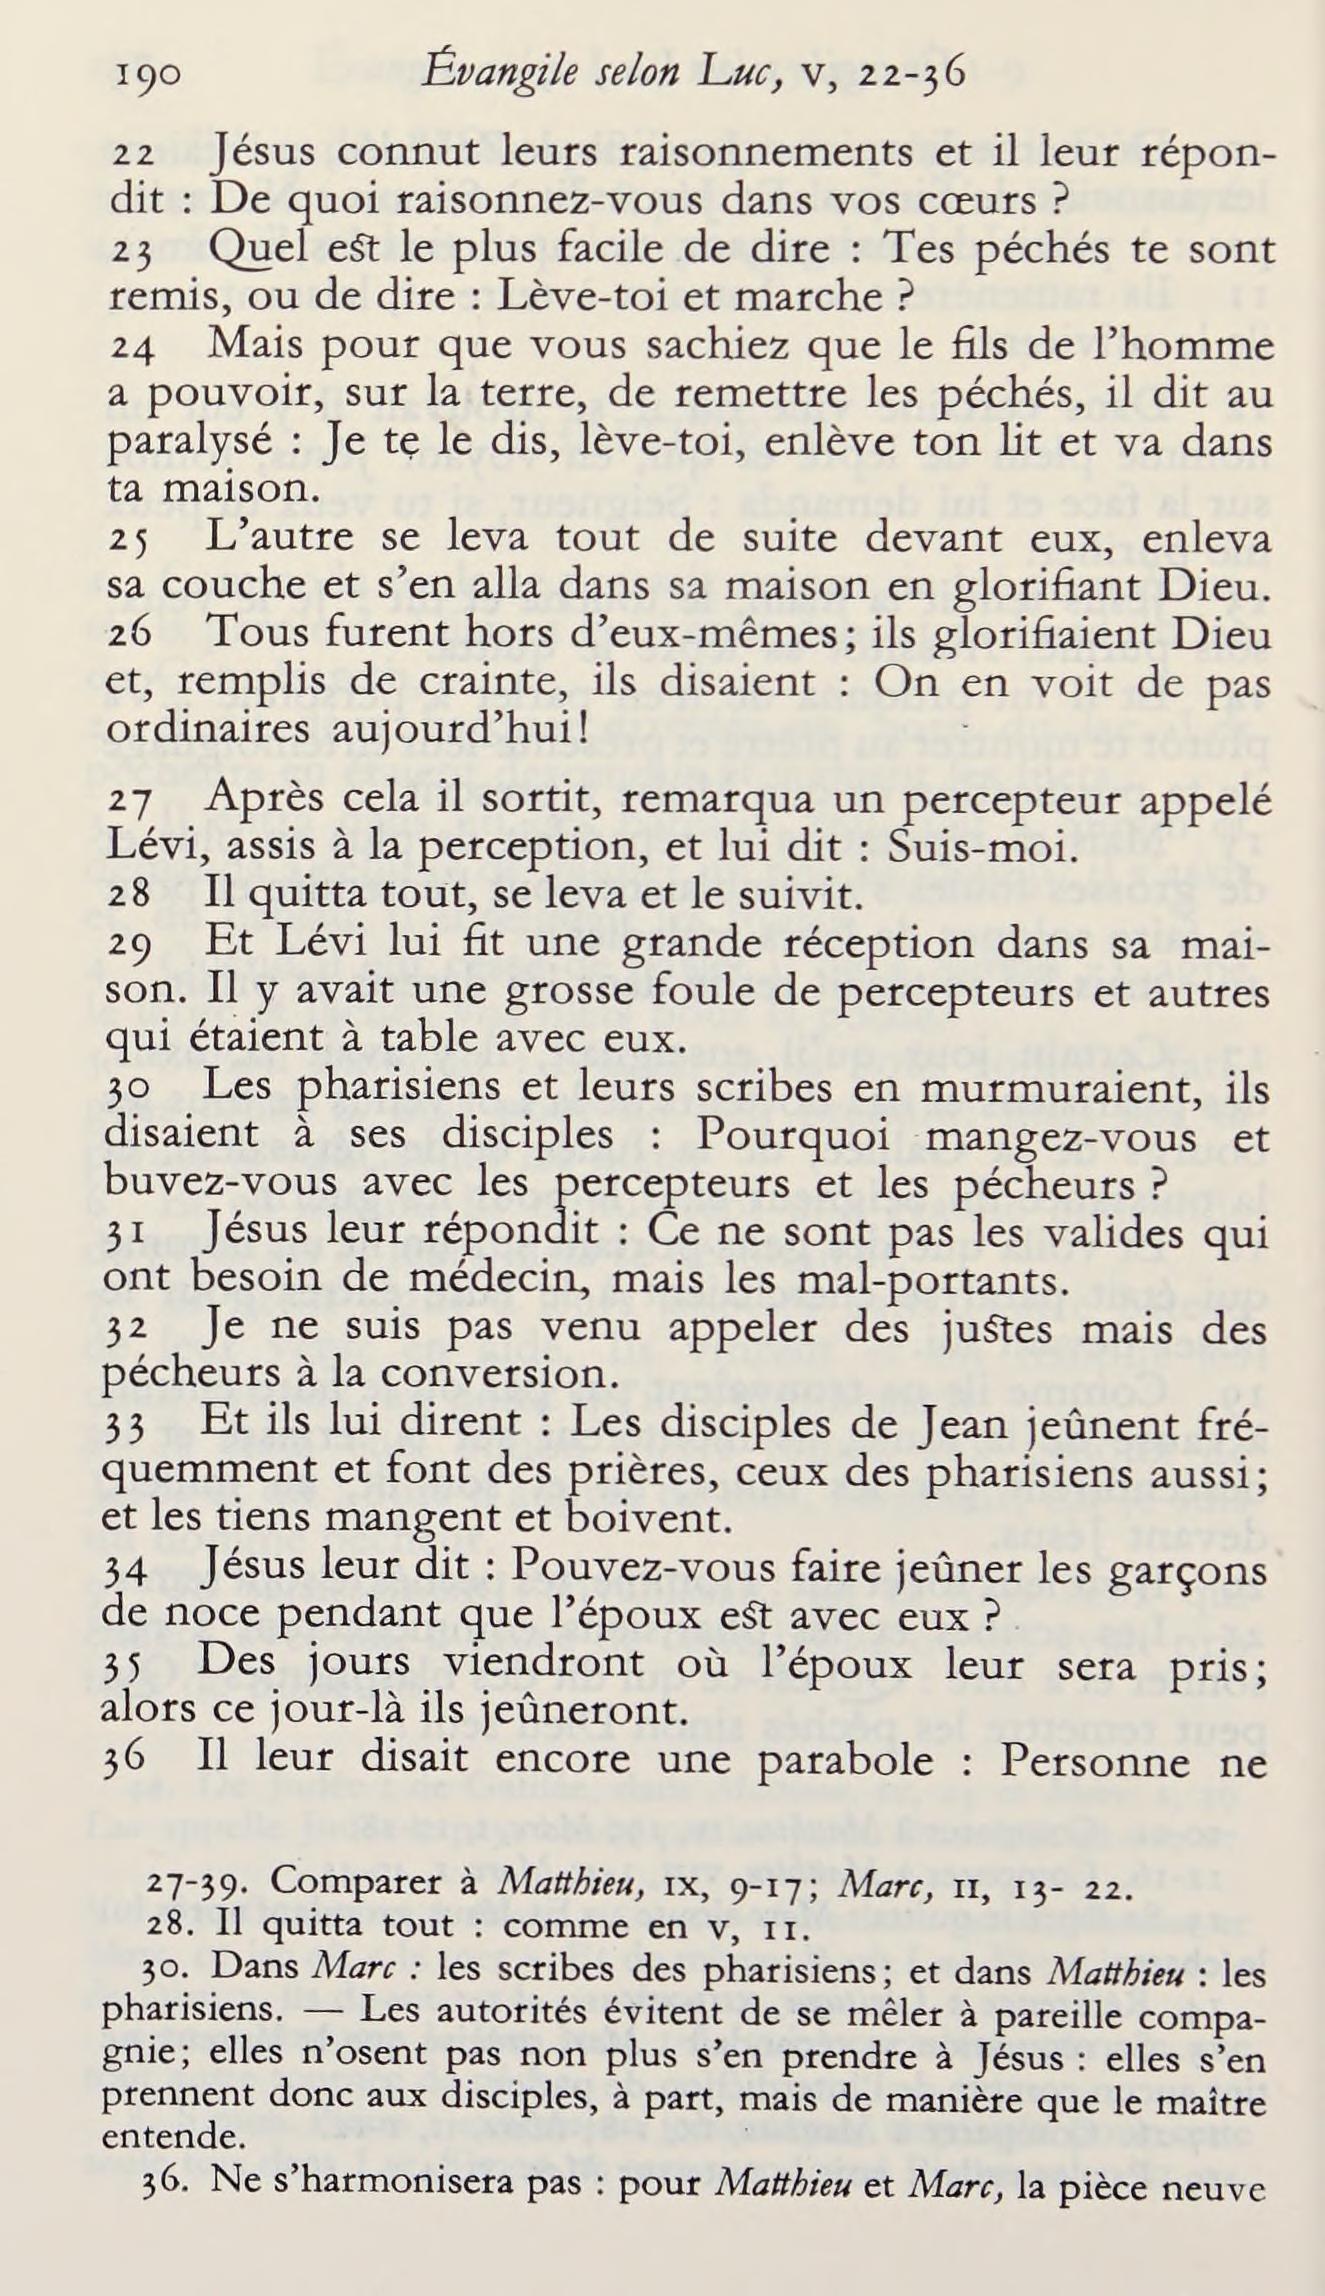 190 Évangile selon Luc, V, 22-36
22 Jésus connut leurs raisonnements et il leur répon-
dit : De quoi raisonnez-vous dans vos cœurs ?
23 Quel est le plus facile de dire : Tes péchés te sont
remis, ou de dire : Lève-toi et marche ?
24 Mais pour que vous sachiez que le fils de l’homme
a pouvoir, sur la terre, de remettre les péchés, il dit au
paralysé : Je te le dis, lève-toi, enlève ton lit et va dans
ta maison.
25 L’autre se leva tout de suite devant eux, enleva
sa couche et s’en alla dans sa maison en glorifiant Dieu.
26 Tous furent hors d’eux-mêmes; ils glorifiaient Dieu
et, remplis de crainte, ils disaient : On en voit de pas
ordinaires aujourd’hui!
27 Après cela il sortit, remarqua un percepteur appelé
Lévi, assis à la perception, et lui dit : Suis-moi.
28 Il quitta tout, se leva et le suivit.
29 Et Lévi lui fit une grande réception dans sa mai-
son. Il y avait une grosse foule de percepteurs et autres
qui étaient à table avec eux.
30 Les pharisiens et leurs scribes en murmuraient, ils
disaient à ses disciples : Pourquoi mangez-vous et
buvez-vous avec les percepteurs et les pécheurs ?
31 Jésus leur répondit : Ce ne sont pas les valides qui
ont besoin de médecin, mais les mal-portants.
32 Je ne suis pas venu appeler des justes mais des
pécheurs à la conversion.
33 Et ils lui dirent : Les disciples de Jean jeûnent fré-
quemment et font des prières, ceux des pharisiens aussi;
et les tiens mangent et boivent.
34 Jésus leur dit : Pouvez-vous faire jeûner les garçons
de noce pendant que l’époux est avec eux ?
35 Des jours viendront où l’époux leur sera pris;
alors ce jour-là ils jeûneront.
36 Il leur disait encore une parabole : Personne ne
27-39. Comparer à Matthieu, IX, 9-17; Marc, II, 13- 22.
28. Il quitta tout : comme en V, 11.
30. Dans Marc : les scribes des pharisiens; et dans Matthieu : les
pharisiens. — Les autorités évitent de se mêler à pareille compa-
gnie; elles n’osent pas non plus s’en prendre à Jésus : elles s’en
prennent donc aux disciples, à part, mais de manière que le maître
entende.
36. Ne s’harmonisera pas : pour Matthieu et Marc, la pièce neuve